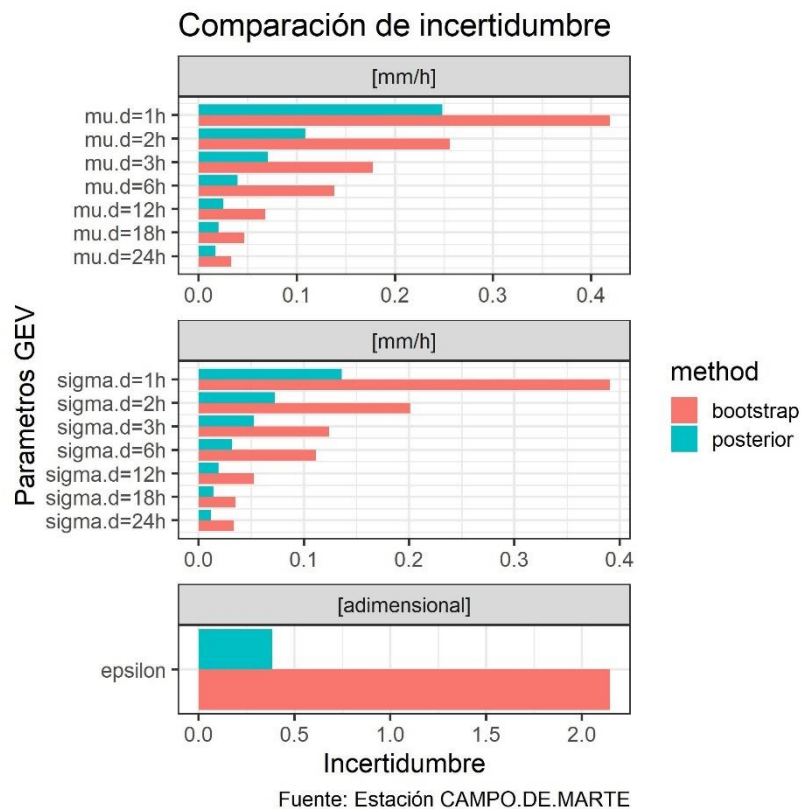 Comparación de incertidumbre
[mm/h]
mu.d=1h
mu.d=2h
mu.d=3h
mu.d=6h
mu.d=12h
mu.d=18h
mu.d=24h
0.0 0.1 0.2 0.3 0.4
[mm/h]
sigma.d=1h
sigma.d=2h
sigma.d=3h
sigma.d=6h
sigma.d=12h
sigma.d=18h
sigma.d=24h
0.0 0.1 0.2 0.3 0.4
[adimensional]
epsilon
0.0 0.5 1.0 1.5 2.0
Incertidumbre
Parametros GEV
method
bootstrap
posterior
Fuente: Estación CAMPO.DE.MARTE